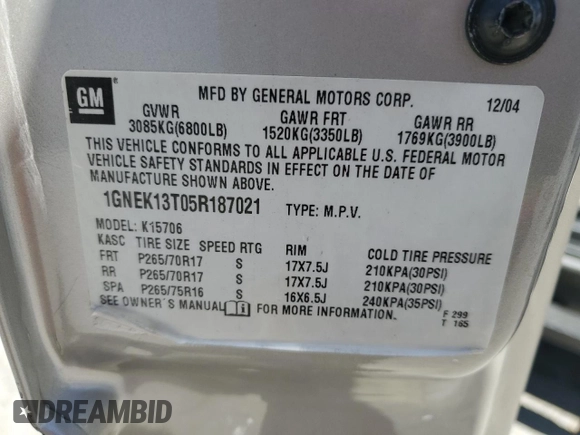 GM
MFD BY GENERAL MOTORS CORP. 12/04
GVWR GAWR FRT GAWR RR
3085KG(6800LB) 1520KG(3350LB) 1769KG(3900LB)
THIS VEHICLE CONFORMS TO ALL APPLICABLE U.S. FEDERAL MOTOR
VEHICLE SAFETY STANDARDS IN EFFECT ON THE DATE OF
MANUFACTURE SHOWN ABOVE.
1GNEK13T05R187021 TYPE: M.P.V.
MODEL: K15706
KASC TIRE SIZE SPEED RTG RIM COLD TIRE PRESSURE
FRT P265/70R17 S 17X7.5J 210KPA(30PSI)
RR P265/70R17 S 17X7.5J 210KPA(30PSI)
SPA P265/75R16 S 16X6.5J 240KPA(35PSI)
SEE OWNER'S MANUAL FOR MORE INFORMATION.
F 299
T 165
DREAMBID